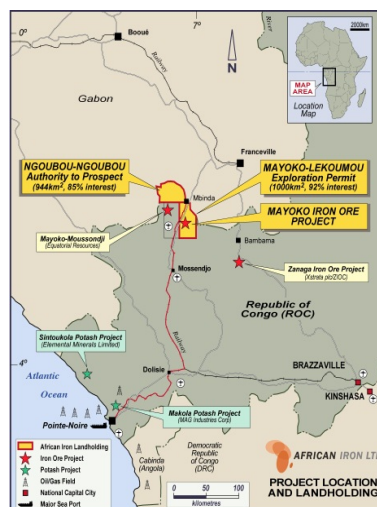 0°
7°
Booué
Railway
River
2000km
MAP
AREA
Location
Map
N
Gabon
Franceville
NGOUBOU-NGOUBOU
Authority to Prospect
(944km², 85% interest)
MAYOKO-LEKOUMOU
Exploration Permit
(1000km², 92% interest)
Mbinda
MAYOKO IRON ORE
PROJECT
Mayoko-Moussondji
(Equatorial Resources)
Bambama
Mossendjo
Zanaga Iron Ore Project
(Xstrata plc/ZIOC)
Republic of
Congo (ROC)
Railway
Sintoukola Potash Project
(Elemental Minerals Limited)
4°
Atlantic
Ocean
Dolisie
BRAZZAVILLE
KINSHASA
Pointe-Noire
Makola Potash Project
(MAG Industries Corp)
African Iron Landholding
Iron Ore Project
Potash Project
Oil/Gas Field
National Capital City
Major Sea Port
Cabinda
(Angola)
Democratic
Republic of
Congo
(DRC)
0
50
100
kilometres
AFRICAN IRON LTD
PROJECT LOCATION
AND LANDHOLDING